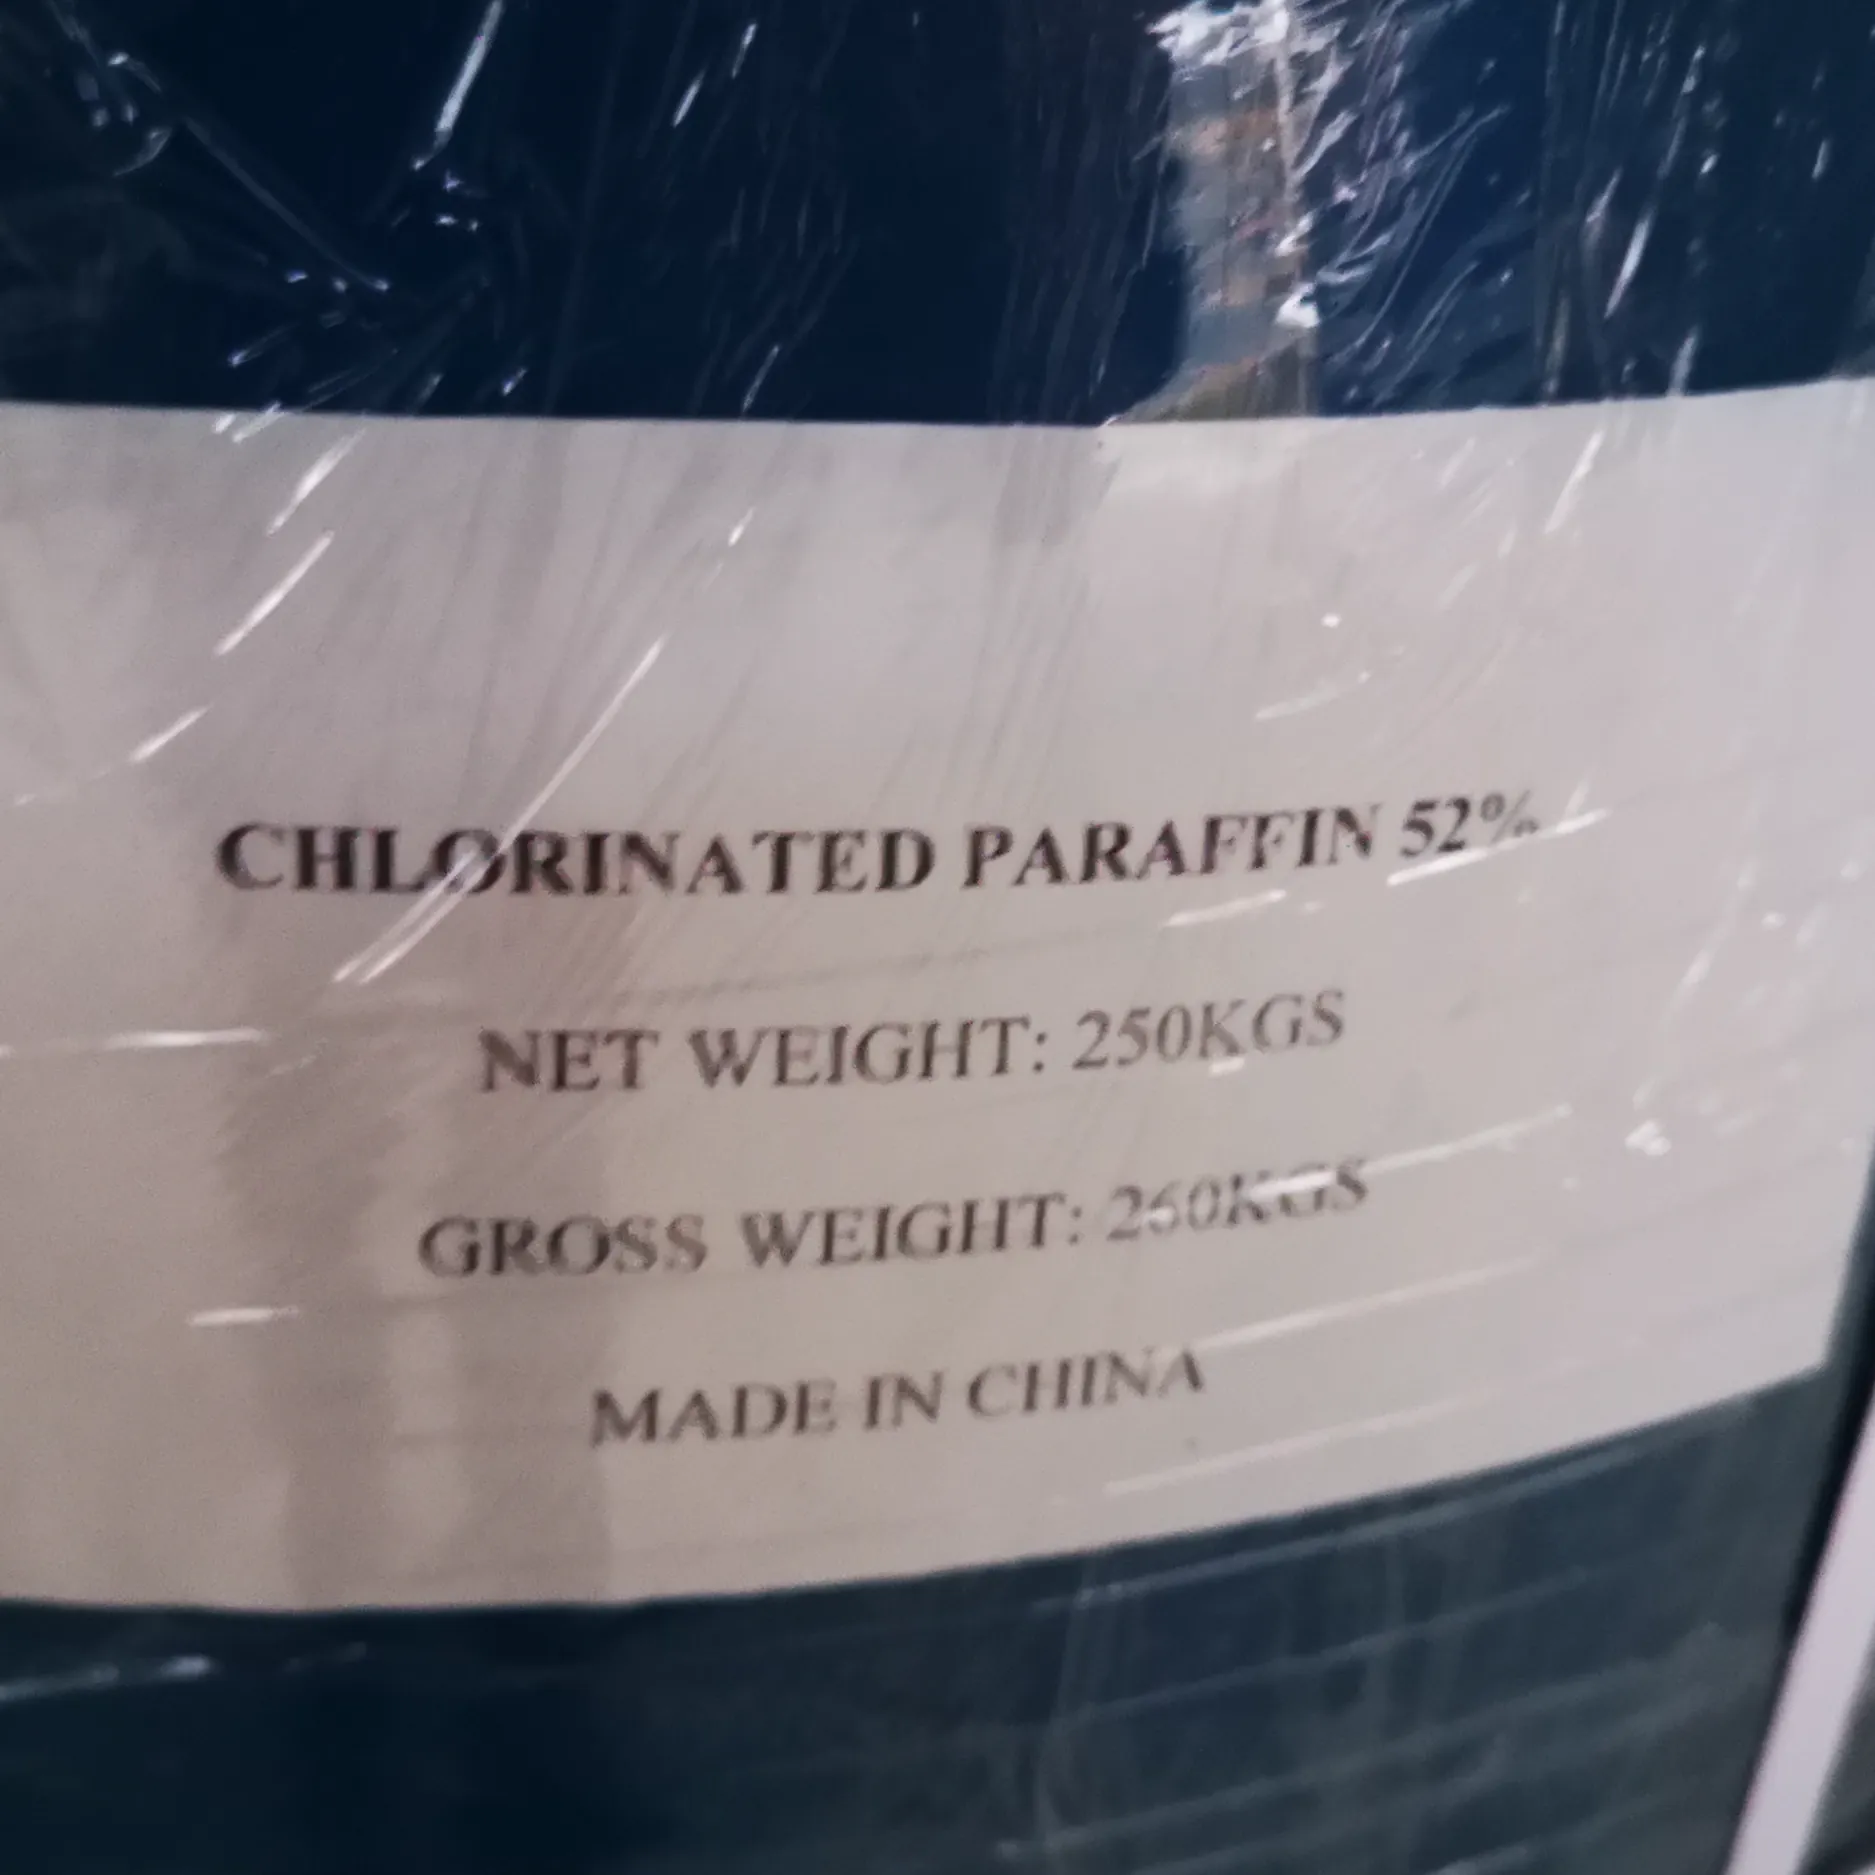 CHLORINATED PARAFFIN 52%
NET WEIGHT: 250KGS
GROSS WEIGHT: 260KGS
MADE IN CHINA